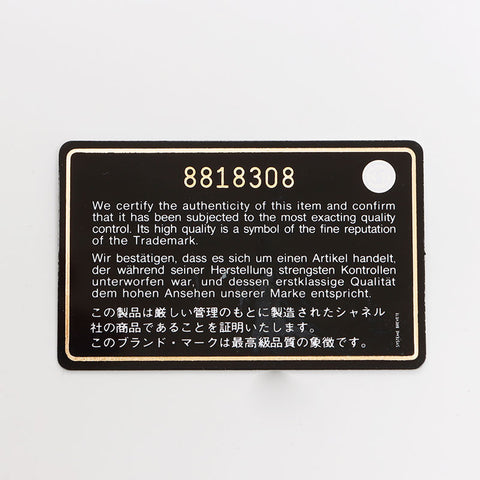 8818308
We certify the authenticity of this item and confirm
that it has been subjected to the most exacting quality
control. Its high quality is a symbol of the fine reputation
of the Trademark.
Wir bestätigen, dass es sich um einen Artikel handelt,
der während seiner Herstellung strengsten Kontrollen
unterworfen war, und dessen erstklässige Qualität
dem hohen Ansehen unserer Marke entspricht.
この製品は厳しい管理のもとに製造されたシャネル
社の商品であることを証明いたします。
このブランド・マークは最高級品質の象徴です。
SYSTEME BREVETE